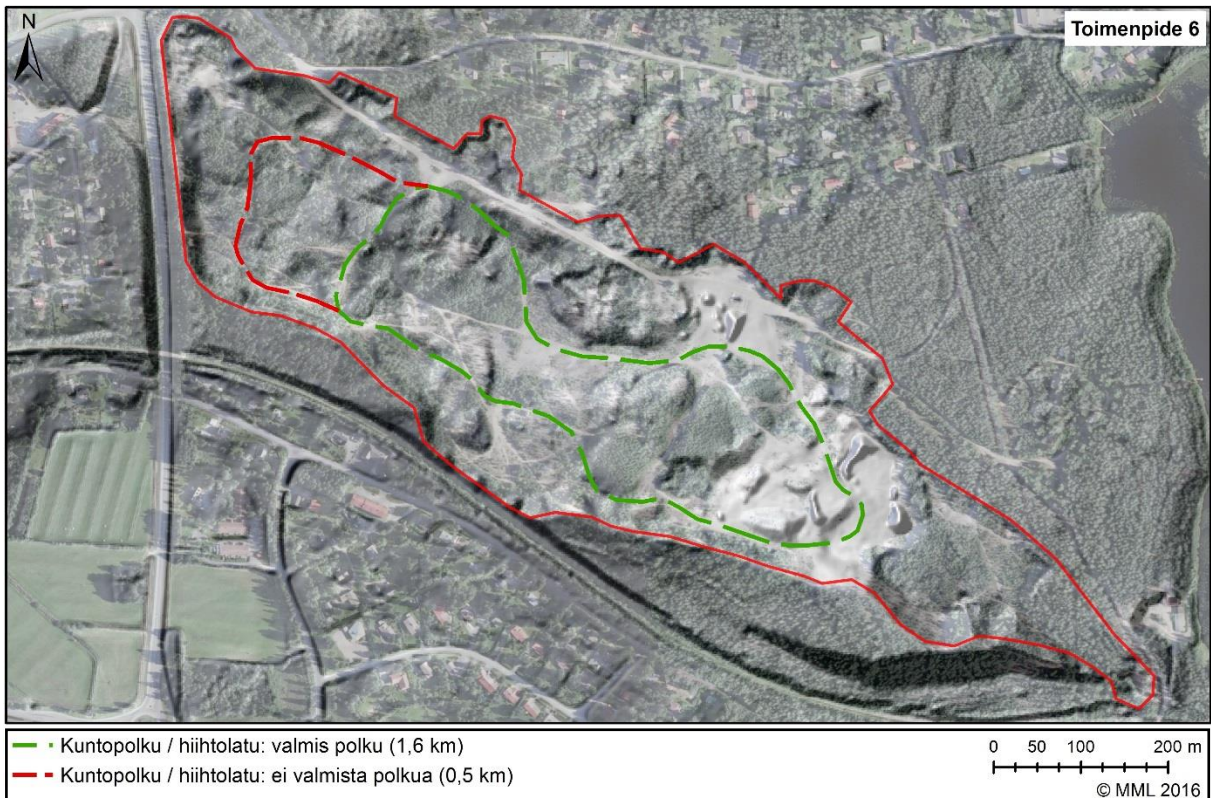 N
Toimenpide 6
Kuntopolku / hiihtolatu: valmis polku (1,6 km)
Kuntopolku / hiihtolatu: ei valmista polkua (0,5 km)
0 50 100 200 m
© MML 2016